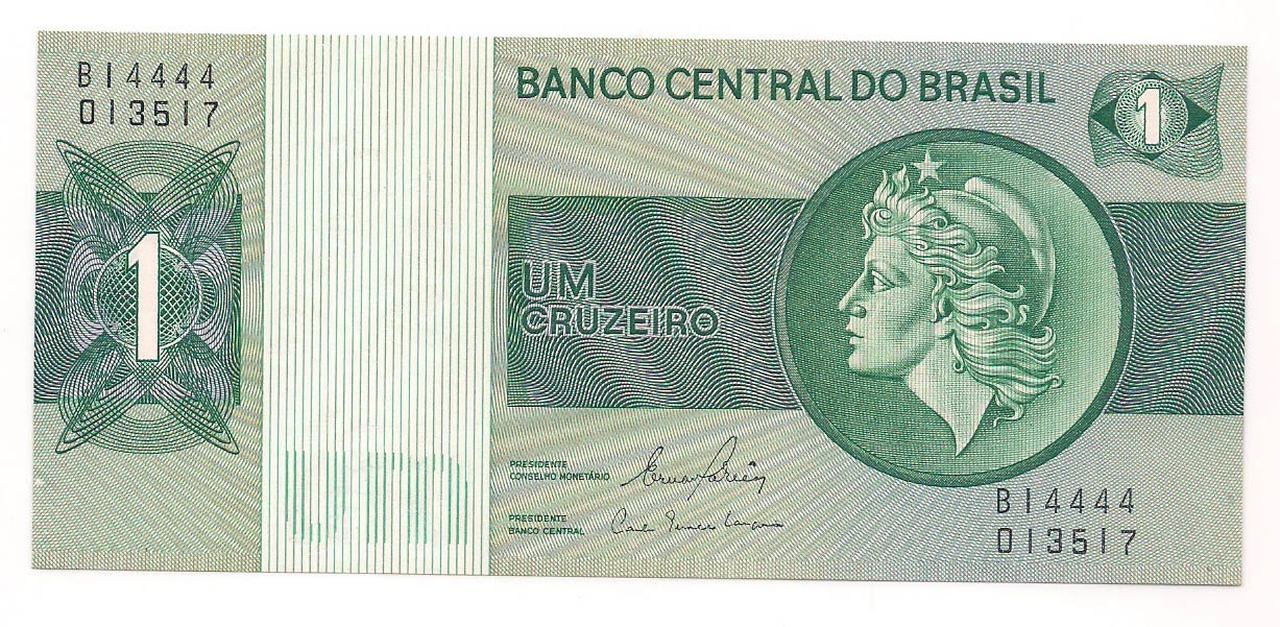 B14444
013517
BANCO CENTRAL DO BRASIL
1
1
UM
CRUZEIRO
PRESIDENTE
CONSELHO MONETÁRIO
PRESIDENTE
BANCO CENTRAL
B14444
013517